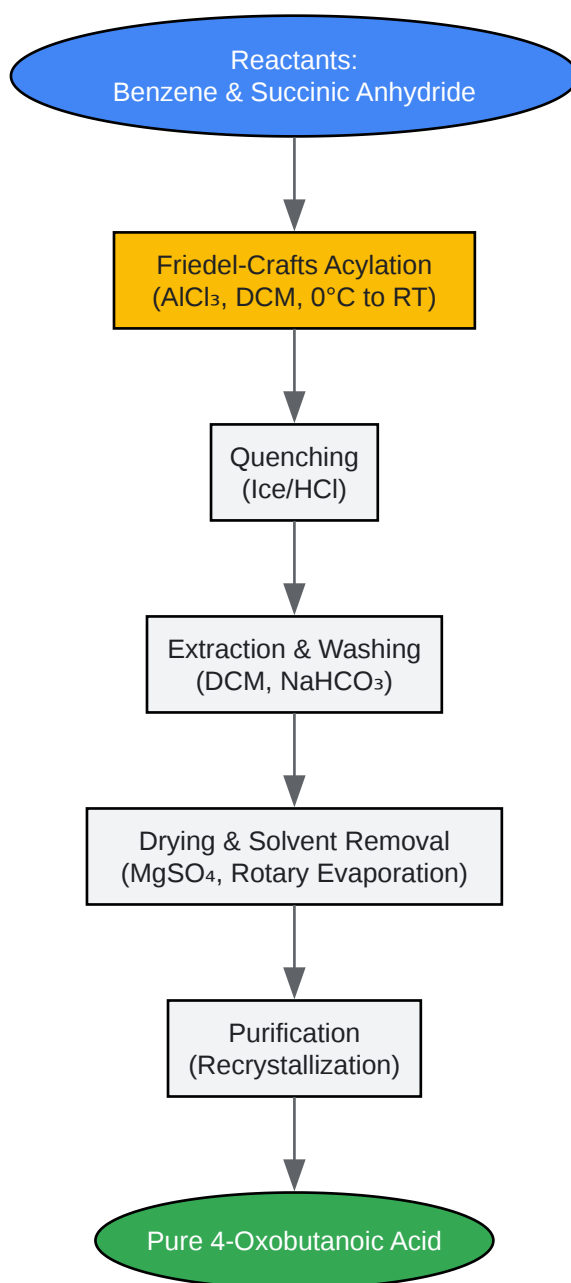 Reactants:
Benzene & Succinic Anhydride
Friedel-Crafts Acylation
(AlCl₃, DCM, 0°C to RT)
Quenching
(Ice/HCl)
Extraction & Washing
(DCM, NaHCO₃)
Drying & Solvent Removal
(MgSO₄, Rotary Evaporation)
Purification
(Recrystallization)
Pure 4-Oxobutanoic Acid